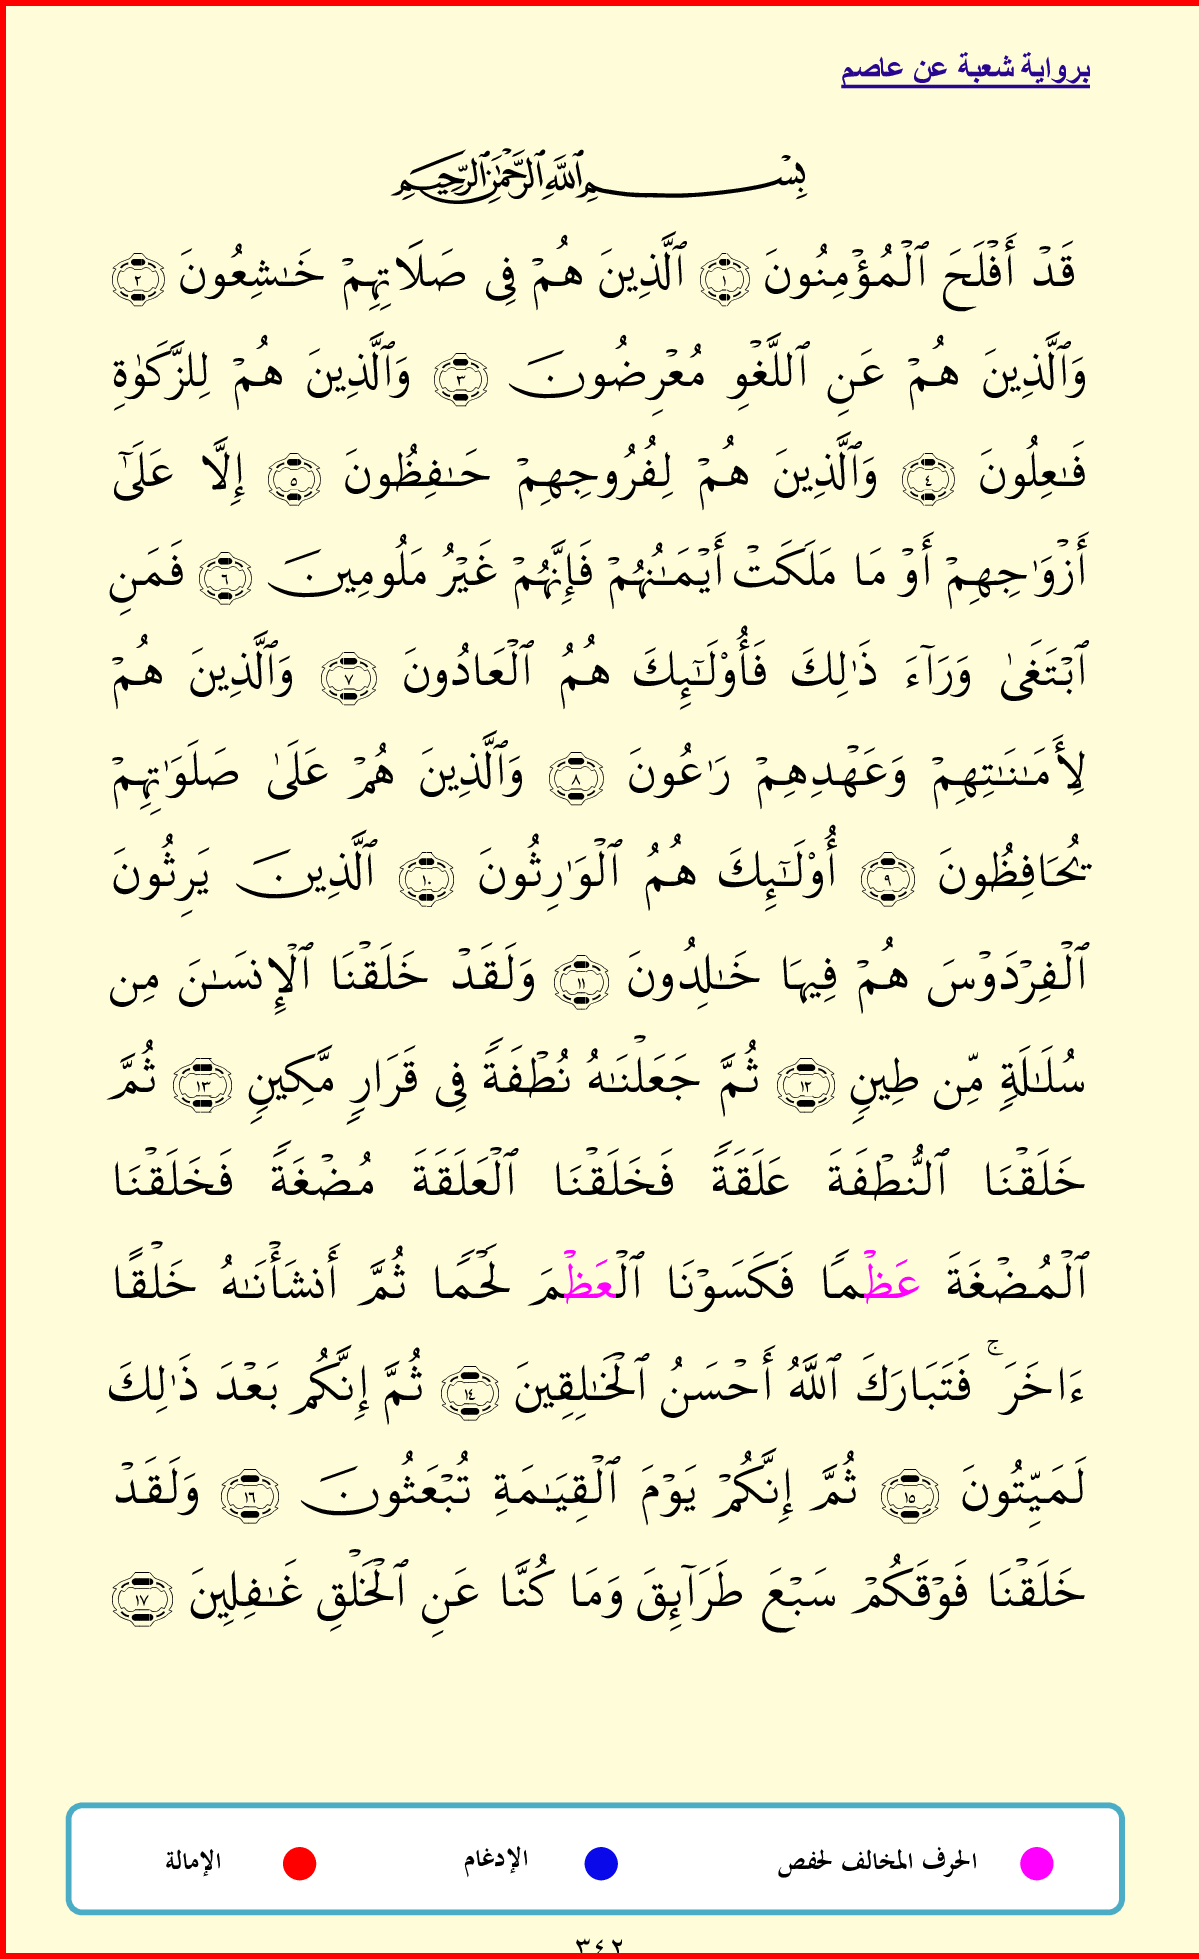 برواية شعبة عن عاصم
بِسْمِ ٱللَّهِ ٱلرَّحْمَٰنِ ٱلرَّحِيمِ
قَدْ أَفْلَحَ ٱلْمُؤْمِنُونَ ١ ٱلَّذِينَ هُمْ فِى صَلَاتِهِمْ خَـٰشِعُونَ ٢
وَٱلَّذِينَ هُمْ عَنِ ٱللَّغْوِ مُعْرِضُونَ ٣ وَٱلَّذِينَ هُمْ لِلزَّكَوٰةِ
فَـٰعِلُونَ ٤ وَٱلَّذِينَ هُمْ لِفُرُوجِهِمْ حَـٰفِظُونَ ٥ إِلَّا عَلَىٰٓ
أَزْوَٰجِهِمْ أَوْ مَا مَلَكَتْ أَيْمَـٰنُهُمْ فَإِنَّهُمْ غَيْرُ مَلُومِينَ ٦ فَمَنِ
ٱبْتَغَىٰ وَرَآءَ ذَٰلِكَ فَأُو۟لَـٰٓئِكَ هُمُ ٱلْعَادُونَ ٧ وَٱلَّذِينَ هُمْ
لِأَمَـٰنَـٰتِهِمْ وَعَهْدِهِمْ رَٰعُونَ ٨ وَٱلَّذِينَ هُمْ عَلَىٰ صَلَوَٰتِهِمْ
يُحَافِظُونَ ٩ أُو۟لَـٰٓئِكَ هُمُ ٱلْوَٰرِثُونَ ١٠ ٱلَّذِينَ يَرِثُونَ
ٱلْفِرْدَوْسَ هُمْ فِيهَا خَـٰلِدُونَ ١١ وَلَقَدْ خَلَقْنَا ٱلْإِنسَـٰنَ مِن
سُلَـٰلَةٍ مِّن طِينٍ ١٢ ثُمَّ جَعَلْنَـٰهُ نُطْفَةً فِى قَرَارٍ مَّكِينٍ ١٣ ثُمَّ
خَلَقْنَا ٱلنُّطْفَةَ عَلَقَةً فَخَلَقْنَا ٱلْعَلَقَةَ مُضْغَةً فَخَلَقْنَا
ٱلْمُضْغَةَ عَظْمًا فَكَسَوْنَا ٱلْعَظْمَ لَحْمًا ثُمَّ أَنشَأْنَـٰهُ خَلْقًا
ءَاخَرَ ۚ فَتَبَارَكَ ٱللَّهُ أَحْسَنُ ٱلْخَـٰلِقِينَ ١٤ ثُمَّ إِنَّكُم بَعْدَ ذَٰلِكَ
لَمَيِّتُونَ ١٥ ثُمَّ إِنَّكُمْ يَوْمَ ٱلْقِيَـٰمَةِ تُبْعَثُونَ ١٦ وَلَقَدْ
خَلَقْنَا فَوْقَكُمْ سَبْعَ طَرَآئِقَ وَمَا كُنَّا عَنِ ٱلْخَلْقِ غَـٰفِلِينَ ١٧
الحرف المخالف لحفص الإدغام الإمالة
٣٤٢